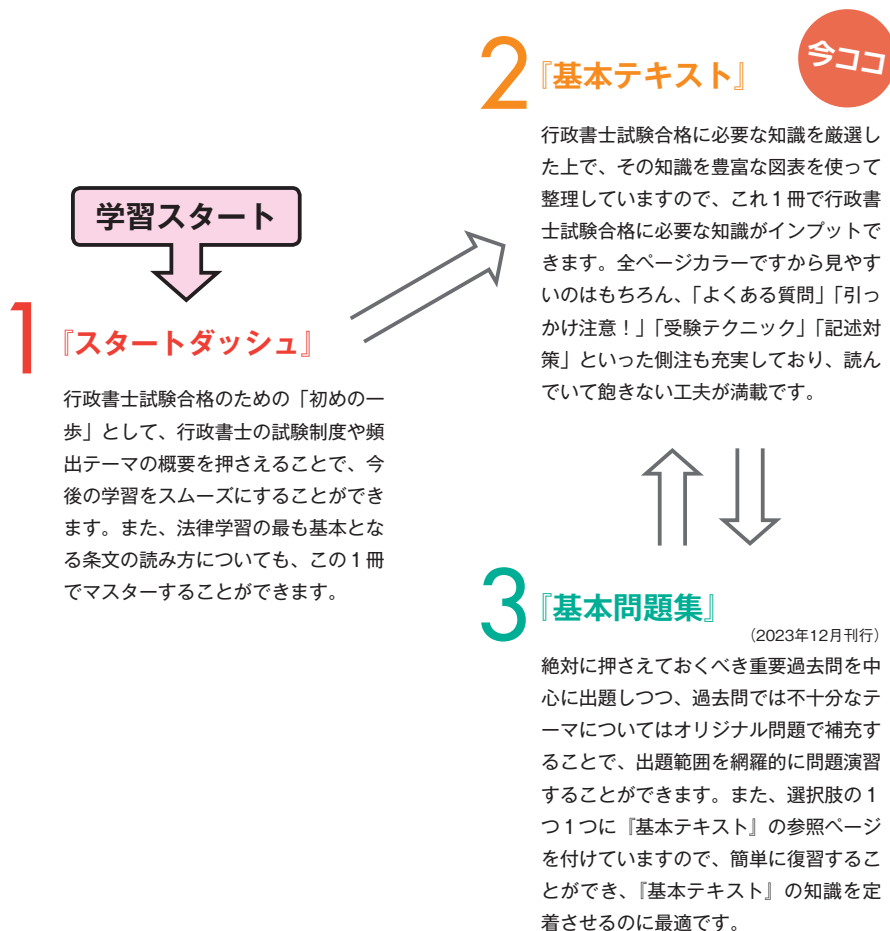 学習スタート
1
『スタートダッシュ』
行政書士試験合格のための「初めの一
歩」として、行政書士の試験制度や頻
出テーマの概要を押さえることで、今
後の学習をスムーズにすることができ
ます。また、法律学習の最も基本とな
る条文の読み方についても、この1冊
でマスターすることができます。
2
『基本テキスト』
今ココ
行政書士試験合格に必要な知識を厳選し
た上で、その知識を豊富な図表を使って
整理していますので、これ1冊で行政書
士試験合格に必要な知識がインプットで
きます。全ページカラーですから見やす
いのはもちろん、「よくある質問」「引っ
かけ注意!」「受験テクニック」「記述対
策」といった側注も充実しており、読ん
でいて飽きない工夫が満載です。
3
『基本問題集』
(2023年12月刊行)
絶対に押さえておくべき重要過去問を中
心に出題しつつ、過去問では不十分なテ
ーマについてはオリジナル問題で補充す
ることで、出題範囲を網羅的に問題演習
することができます。また、選択肢の1
つ1つに『基本テキスト』の参照ページ
を付けていますので、簡単に復習するこ
とができ、『基本テキスト』の知識を定
着させるのに最適です。